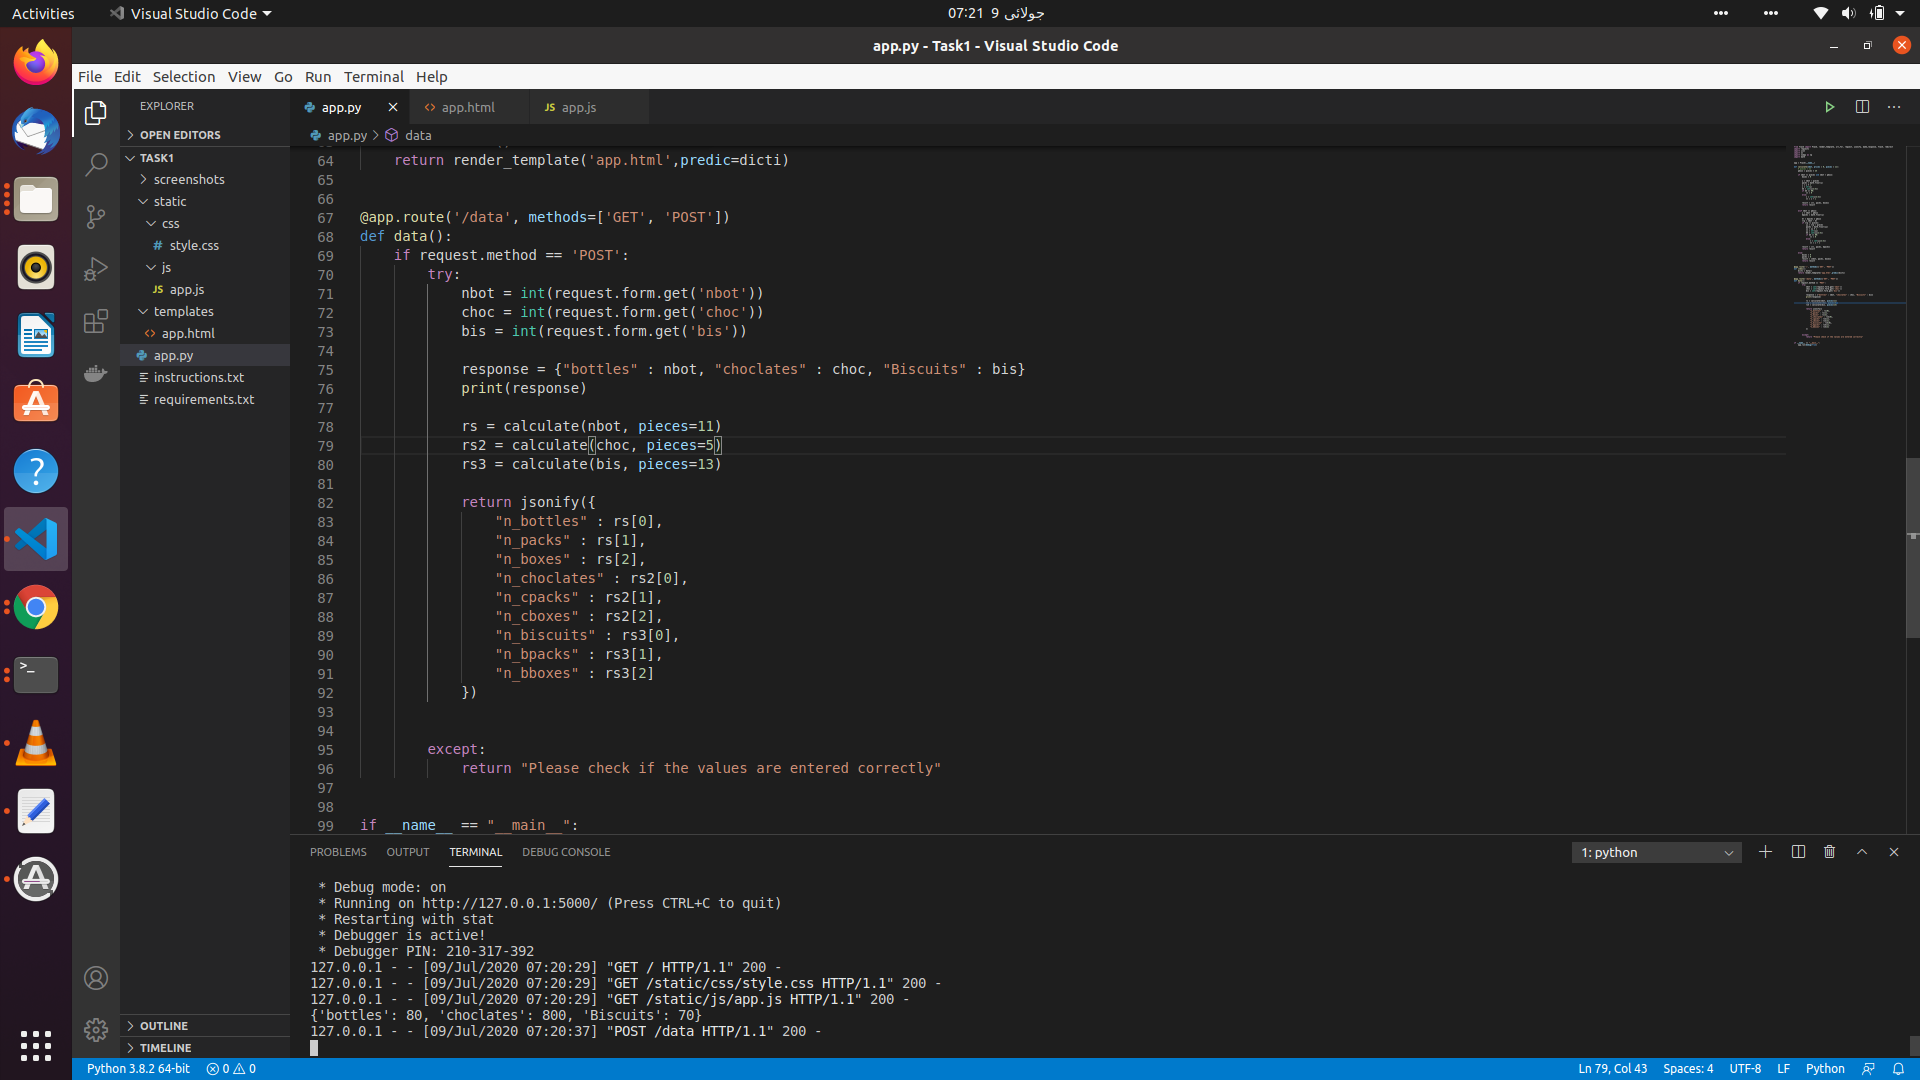 Activities
Visual Studio Code
07:21 9 جولائی
app.py - Task1 - Visual Studio Code
File Edit Selection View Go Run Terminal Help
EXPLORER
OPEN EDITORS
TASK1
screenshots
static
css
# style.css
js
JS app.js
templates
<> app.html
app.py
instructions.txt
requirements.txt
OUTLINE
TIMELINE
app.py
<> app.html
JS app.js
app.py > data
64 return render_template('app.html',predic=dicti)
65
66
67 @app.route('/data', methods=['GET', 'POST'])
68 def data():
69 if request.method == 'POST':
70 try:
71 nbot = int(request.form.get('nbot'))
72 choc = int(request.form.get('choc'))
73 bis = int(request.form.get('bis'))
74
75 response = {"bottles" : nbot, "choclates" : choc, "Biscuits" : bis}
76 print(response)
77
78 rs = calculate(nbot, pieces=11)
79 rs2 = calculate(choc, pieces=5)
80 rs3 = calculate(bis, pieces=13)
81
82 return jsonify({
83 "n_bottles" : rs[0],
84 "n_packs" : rs[1],
85 "n_boxes" : rs[2],
86 "n_choclates" : rs2[0],
87 "n_cpacks" : rs2[1],
88 "n_cboxes" : rs2[2],
89 "n_biscuits" : rs3[0],
90 "n_bpacks" : rs3[1],
91 "n_bboxes" : rs3[2]
92 })
93
94
95 except:
96 return "Please check if the values are entered correctly"
97
98
99 if __name__ == "__main__":
PROBLEMS OUTPUT TERMINAL DEBUG CONSOLE
1: python
* Debug mode: on
* Running on http://127.0.0.1:5000/ (Press CTRL+C to quit)
* Restarting with stat
* Debugger is active!
* Debugger PIN: 210-317-392
127.0.0.1 - - [09/Jul/2020 07:20:29] "GET / HTTP/1.1" 200 -
127.0.0.1 - - [09/Jul/2020 07:20:29] "GET /static/css/style.css HTTP/1.1" 200 -
127.0.0.1 - - [09/Jul/2020 07:20:29] "GET /static/js/app.js HTTP/1.1" 200 -
{'bottles': 80, 'choclates': 800, 'Biscuits': 70}
127.0.0.1 - - [09/Jul/2020 07:20:37] "POST /data HTTP/1.1" 200 -
Python 3.8.2 64-bit
0
0
Ln 79, Col 43
Spaces: 4
UTF-8
LF
Python